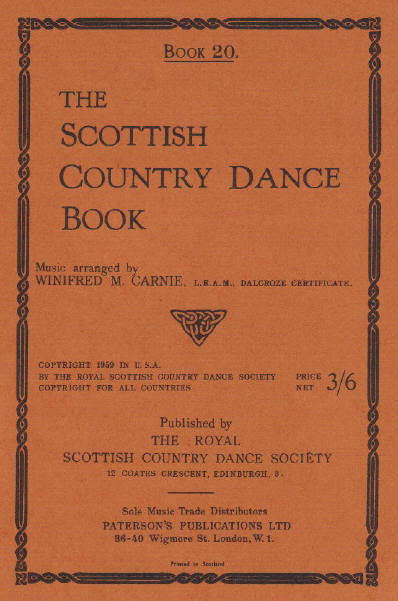 BOOK 20.
THE
SCOTTISH
COUNTRY DANCE
BOOK
Music arranged by
WINIFRED M. CARNIE, L.R.A.M., DALCROZE CERTIFICATE.
COPYRIGHT 1959 IN U.S.A.
BY THE ROYAL SCOTTISH COUNTRY DANCE SOCIETY
COPYRIGHT FOR ALL COUNTRIES
PRICE
NET 3/6
Published by
THE ROYAL
SCOTTISH COUNTRY DANCE SOCIETY
12 COATES CRESCENT, EDINBURGH, 3.
Sole Music Trade Distributors
PATERSON'S PUBLICATIONS LTD
36-40 Wigmore St. London, W.1.
Printed in Scotland